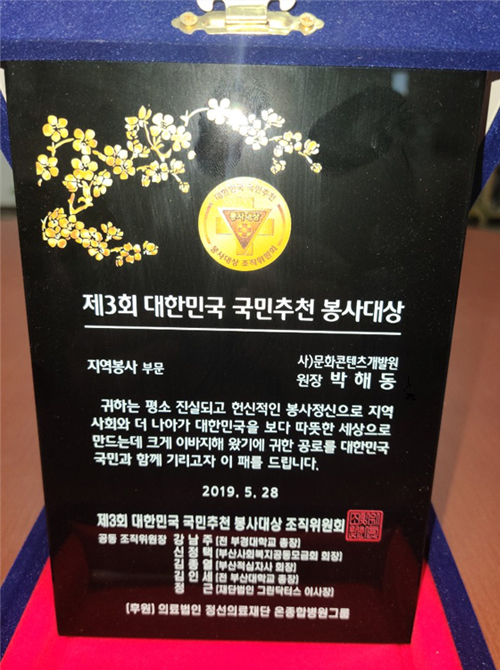 대한민국 국민추천
봉사대상
봉사대상 조직위원회
제3회 대한민국 국민추천 봉사대상
지역봉사 부문
사)문화콘텐츠개발원
원장 박해동
귀하는 평소 진실되고 헌신적인 봉사정신으로 지역
사회와 더 나아가 대한민국을 보다 따뜻한 세상으로
만드는데 크게 이바지해 왔기에 귀한 공로를 대한민국
국민과 함께 기리고자 이 패를 드립니다.
2019. 5. 28
제3회 대한민국 국민추천 봉사대상 조직위원회
공동 조직위원장 강남주(전 부경대학교 총장)
신정택(부산사회복지공동모금회 회장)
김종렬(부산적십자사 회장)
김인세(전 부산대학교 총장)
정 근(재단법인 그린닥터스 이사장)
[후원] 의료법인 정선의료재단 온종합병원그룹